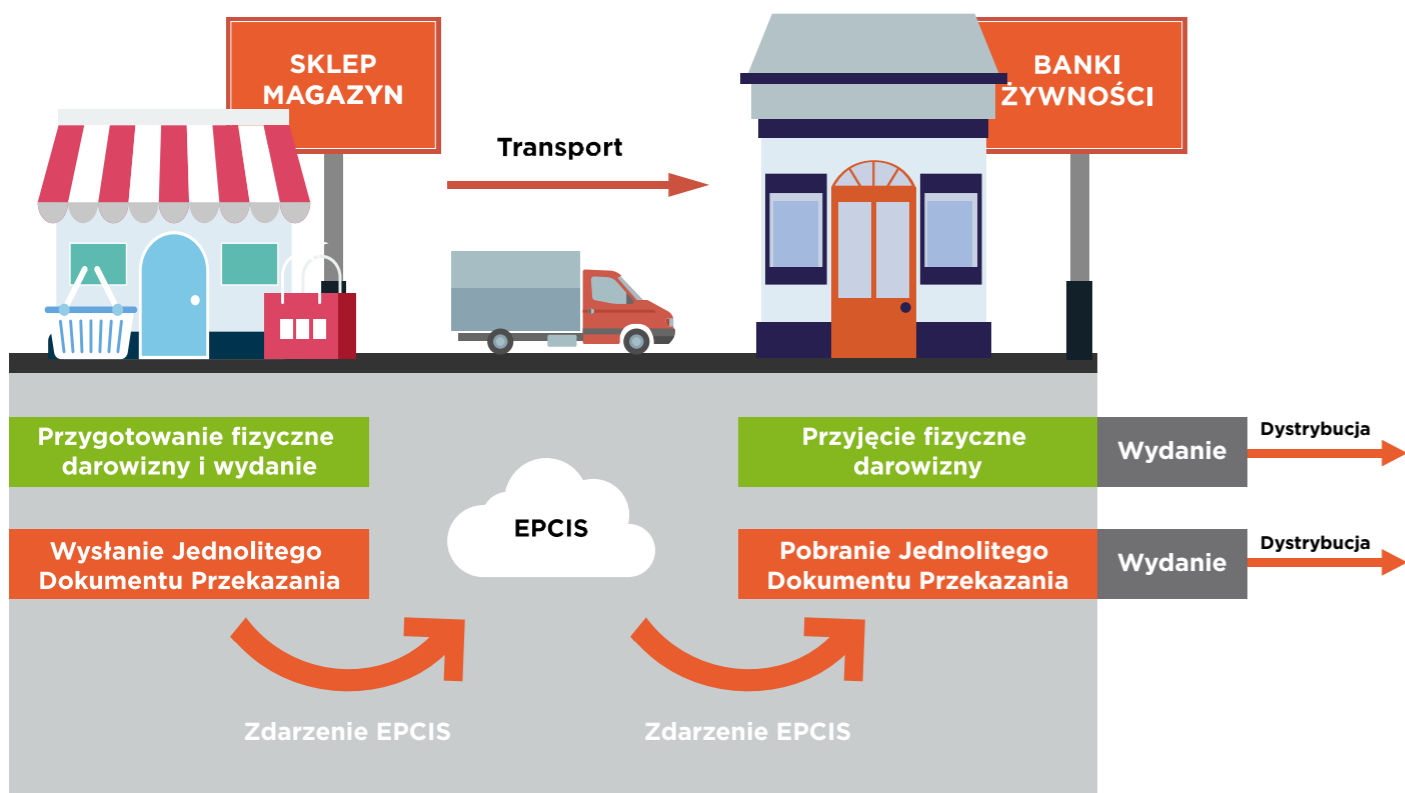 SKLEP
MAGAZYN
BANKI
ŻYWNOŚCI
Transport
Przygotowanie fizyczne
darowizny i wydanie
Przyjęcie fizyczne
darowizny
Wydanie
Dystrybucja
EPCIS
Wysłanie Jednolitego
Dokumentu Przekazania
Pobranie Jednolitego
Dokumentu Przekazania
Wydanie
Dystrybucja
Zdarzenie EPCIS
Zdarzenie EPCIS